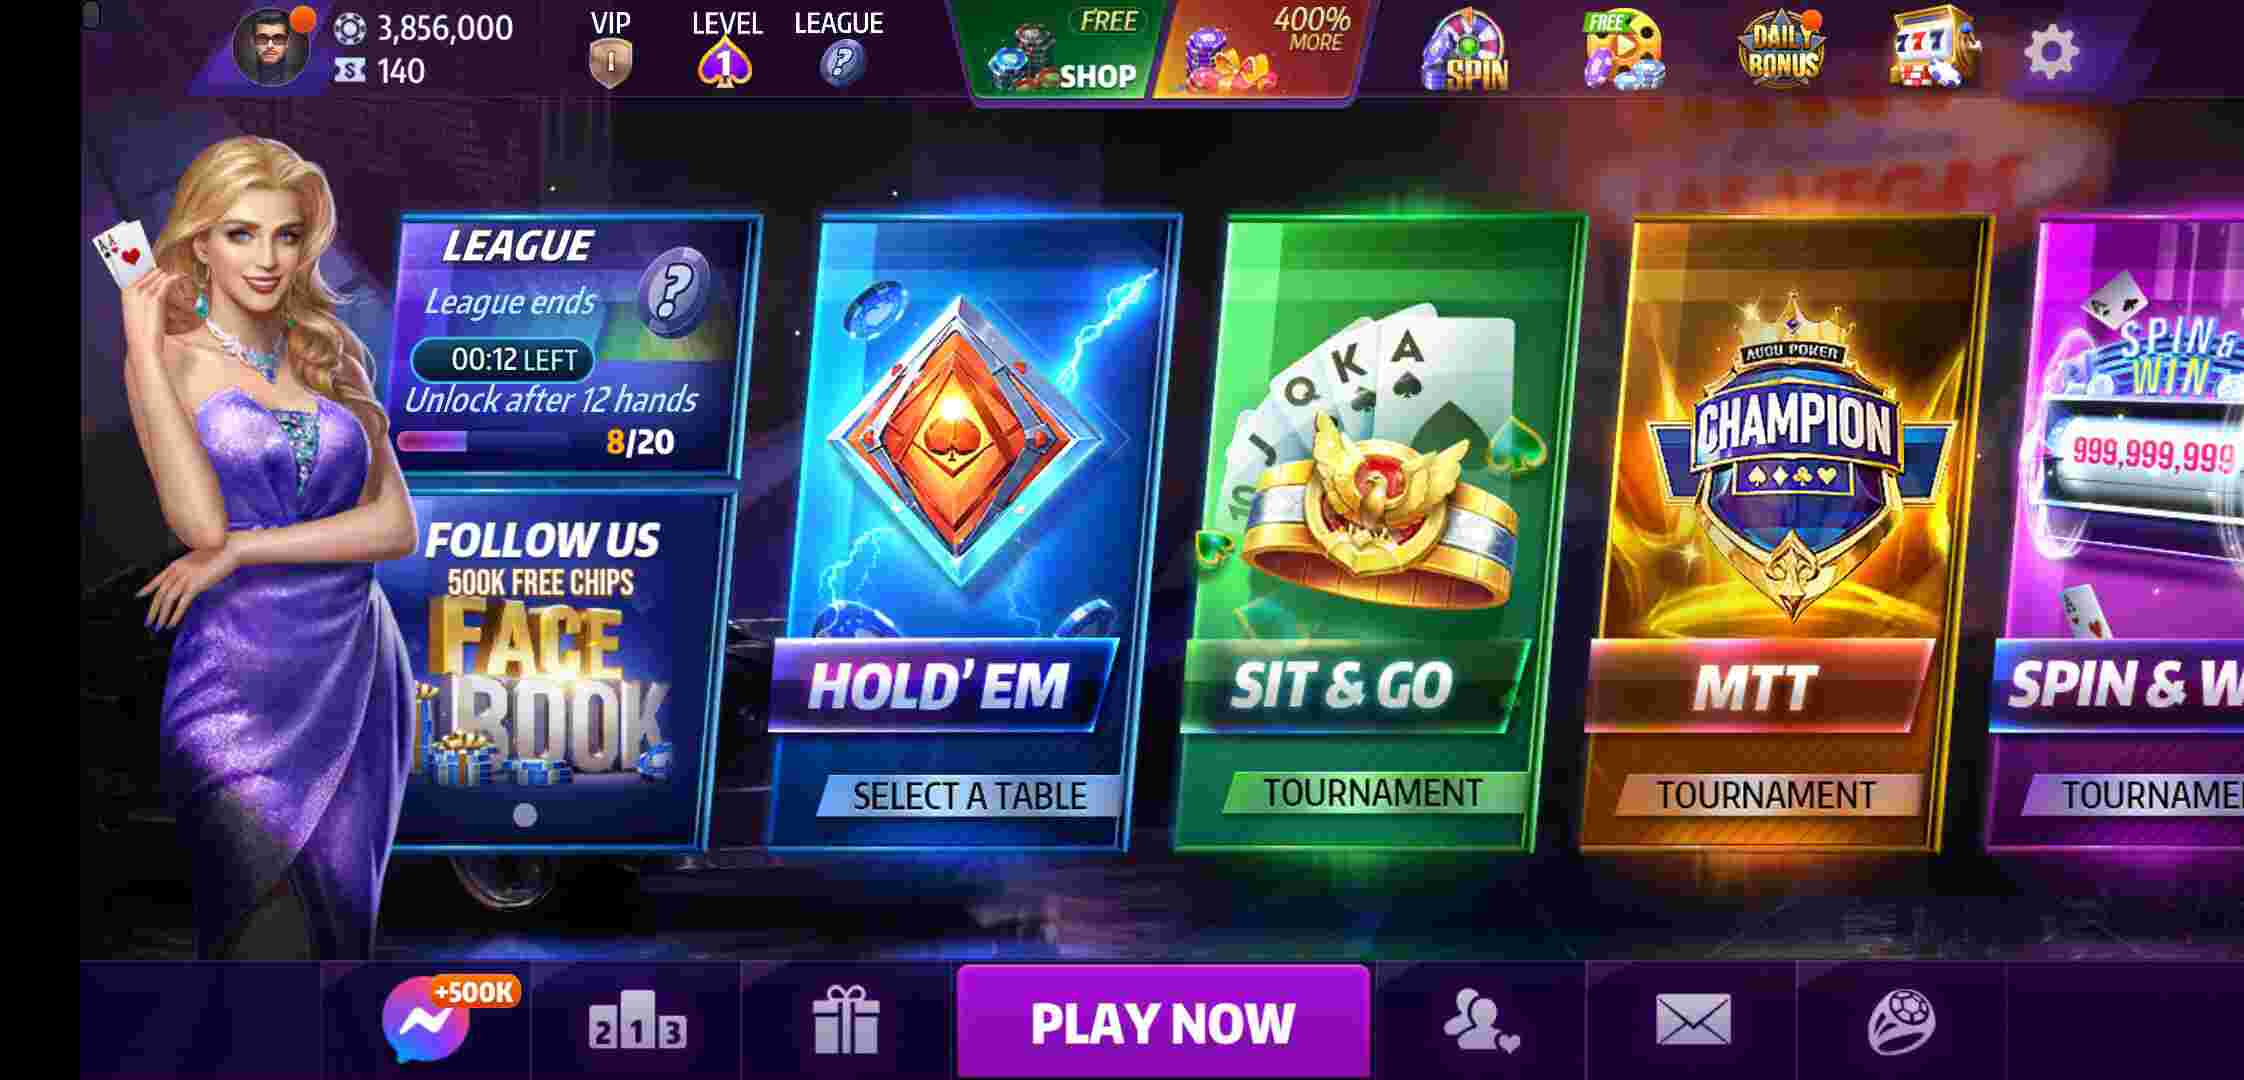 3,856,000
140
VIP
1
LEVEL
1
LEAGUE
?
FREE
SHOP
400%
MORE
SPIN
FREE
DAILY
BONUS
777
LEAGUE
League ends
?
00:12 LEFT
Unlock after 12 hands
8/20
FOLLOW US
500K FREE CHIPS
FACE
BOOK
HOLD'EM
SELECT A TABLE
A
K
Q
J
10
SIT & GO
TOURNAMENT
CHAMPION
MTT
TOURNAMENT
SPIN &
WIN
999,999,999
SPIN & W
TOURNAME
+500K
2 1 3
PLAY NOW